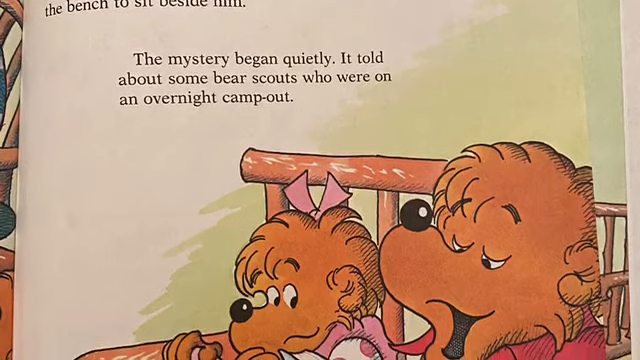 the bench to sit beside him.
The mystery began quietly. It told
about some bear scouts who were on
an overnight camp-out.